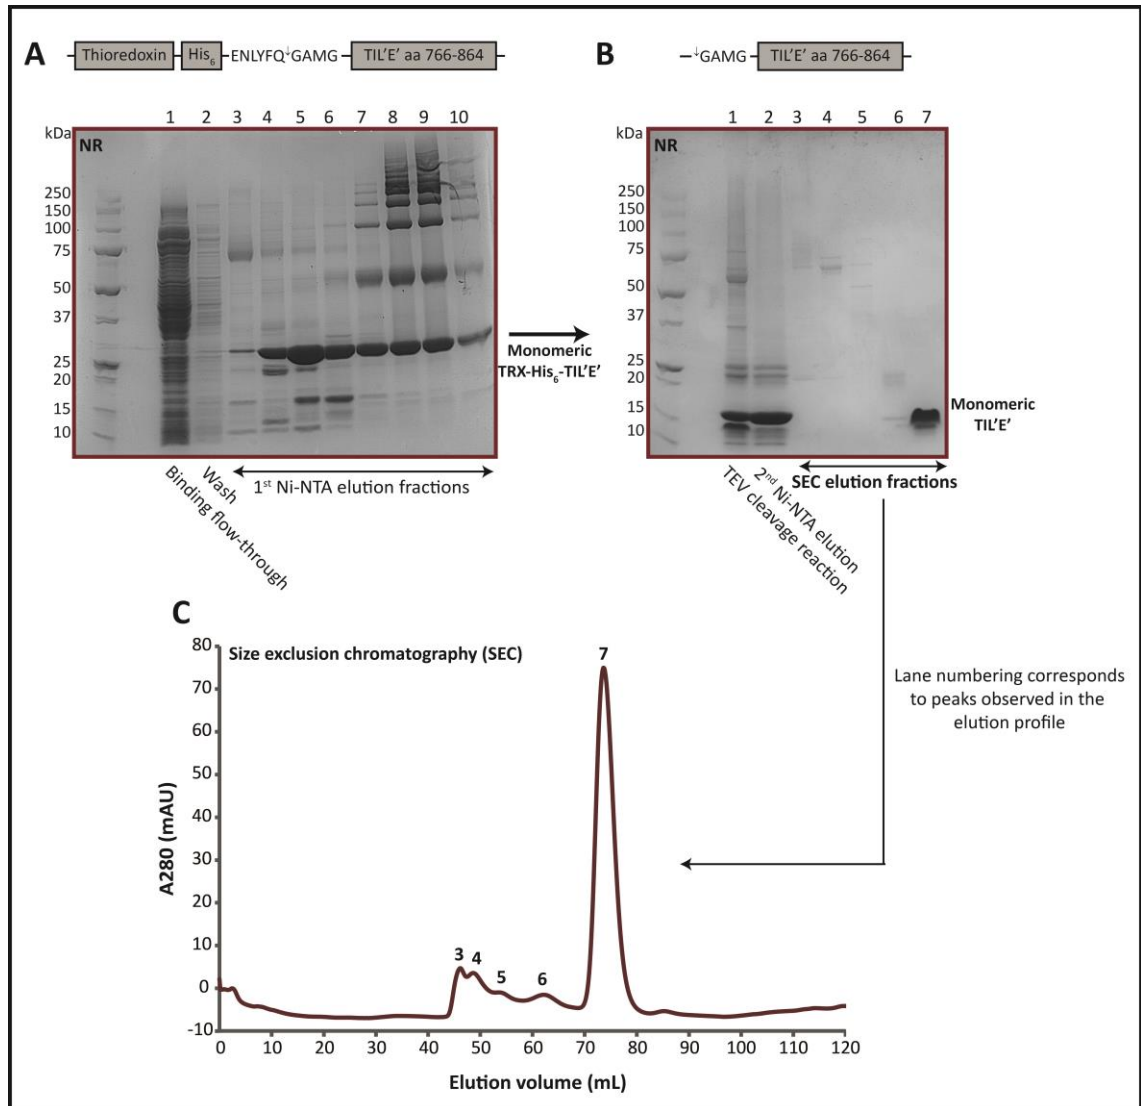 A
Thioredoxin His₆ ENLYFQ↓GAMG TIL'E' aa 766-864
1 2 3 4 5 6 7 8 9 10
kDa
NR
250
150
100
75
50
37
25
20
15
10
Binding flow-through
Wash
1st Ni-NTA elution fractions
Monomeric
TRX-His₆-TIL'E'
B
↓GAMG TIL'E' aa 766-864
1 2 3 4 5 6 7
kDa
NR
250
150
100
75
50
37
25
20
15
10
Monomeric
TIL'E'
TEV cleavage reaction
2nd Ni-NTA elution
SEC elution fractions
Lane numbering corresponds
to peaks observed in the
elution profile
C
Size exclusion chromatography (SEC)
80
70
60
50
40
30
20
10
0
-10
A280 (mAU)
3 4 5 6 7
0 10 20 30 40 50 60 70 80 90 100 110 120
Elution volume (mL)